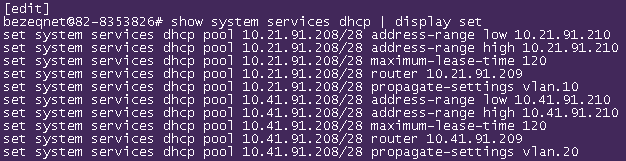 [edit]
bezeqnet@82-8353826# show system services dhcp | display set
set system services dhcp pool 10.21.91.208/28 address-range low 10.21.91.210
set system services dhcp pool 10.21.91.208/28 address-range high 10.21.91.210
set system services dhcp pool 10.21.91.208/28 maximum-lease-time 120
set system services dhcp pool 10.21.91.208/28 router 10.21.91.209
set system services dhcp pool 10.21.91.208/28 propagate-settings vlan.10
set system services dhcp pool 10.41.91.208/28 address-range low 10.41.91.210
set system services dhcp pool 10.41.91.208/28 address-range high 10.41.91.210
set system services dhcp pool 10.41.91.208/28 maximum-lease-time 120
set system services dhcp pool 10.41.91.208/28 router 10.41.91.209
set system services dhcp pool 10.41.91.208/28 propagate-settings vlan.20